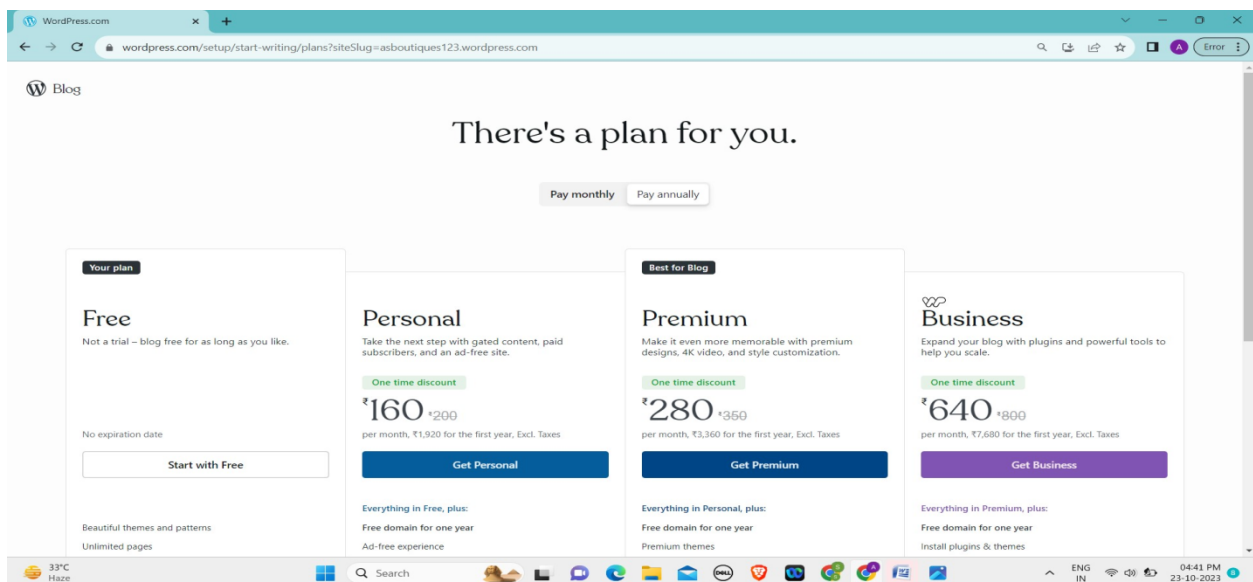 WordPress.com
wordpress.com/setup/start-writing/plans?siteSlug=asboutiques123.wordpress.com
A
Error
Blog
There's a plan for you.
Pay monthly Pay annually
Your plan
Free
Not a trial – blog free for as long as you like.
No expiration date
Start with Free
Beautiful themes and patterns
Unlimited pages
Personal
Take the next step with gated content, paid
subscribers, and an ad-free site.
One time discount
₹160 ₹200
per month, ₹1,920 for the first year, Excl. Taxes
Get Personal
Everything in Free, plus:
Free domain for one year
Ad-free experience
Best for Blog
Premium
Make it even more memorable with premium
designs, 4K video, and style customization.
One time discount
₹280 ₹350
per month, ₹3,360 for the first year, Excl. Taxes
Get Premium
Everything in Personal, plus:
Free domain for one year
Premium themes
Business
Expand your blog with plugins and powerful tools to
help you scale.
One time discount
₹640 ₹800
per month, ₹7,680 for the first year, Excl. Taxes
Get Business
Everything in Premium, plus:
Free domain for one year
Install plugins & themes
33°C
Haze
Search
DELL
ENG
IN
04:41 PM
23-10-2023